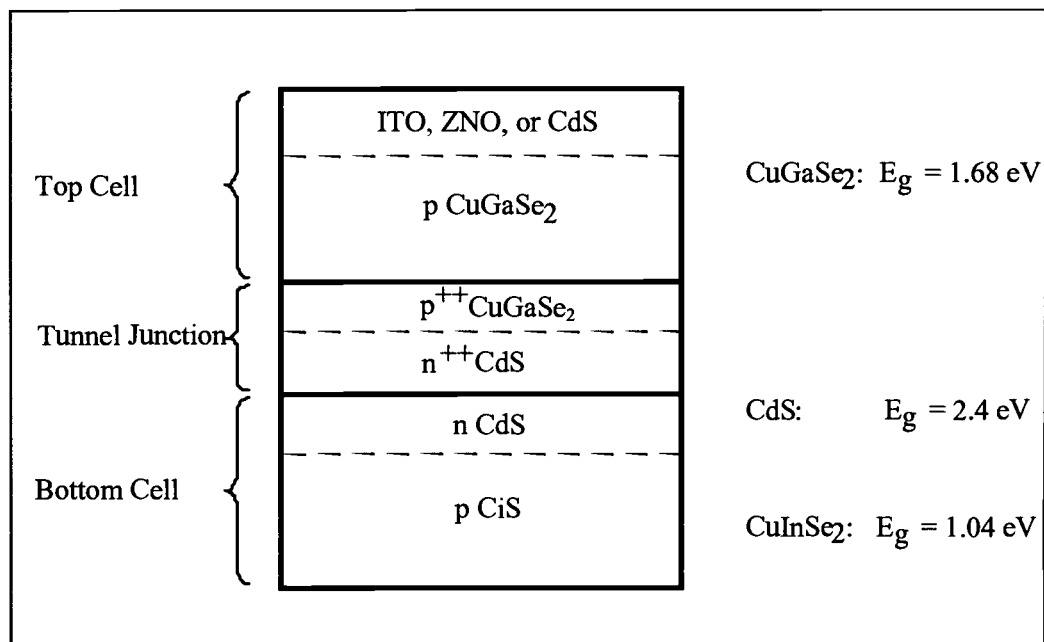 ITO, ZNO, or CdS
Top Cell
p CuGaSe2
CuGaSe2: Eg = 1.68 eV
p++CuGaSe2
Tunnel Junction
n++CdS
n CdS
CdS: Eg = 2.4 eV
Bottom Cell
p CiS
CuInSe2: Eg = 1.04 eV